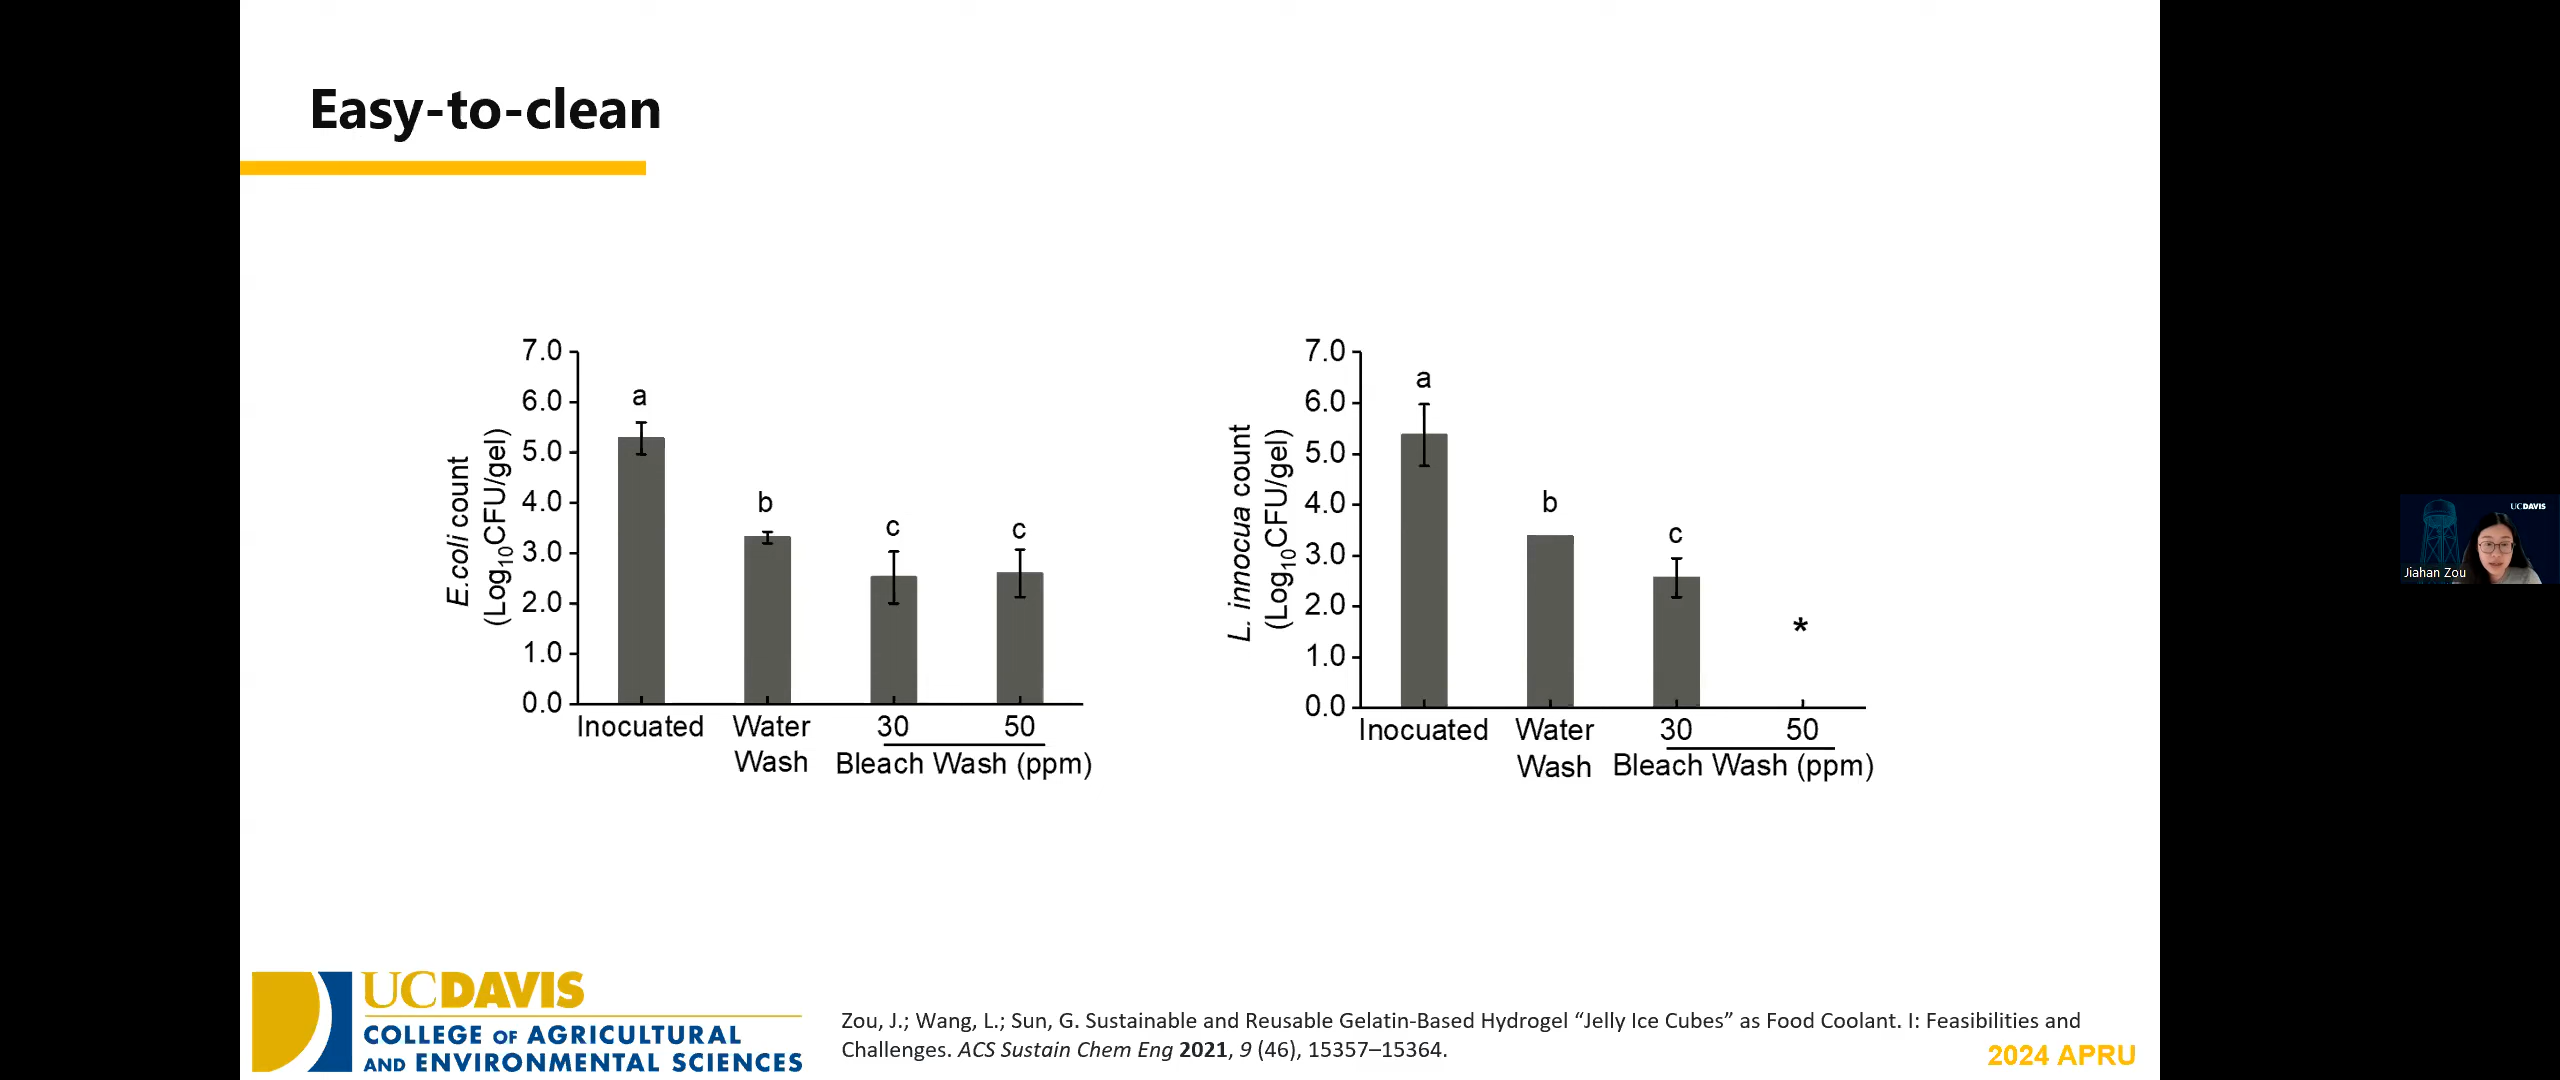 Easy-to-clean
7.0
6.0
5.0
4.0
3.0
2.0
1.0
0.0
E.coli count
(Log10CFU/gel)
a
b
c
c
Inocuated
Water
Wash
30
50
Bleach Wash (ppm)
7.0
6.0
5.0
4.0
3.0
2.0
1.0
0.0
L. innocua count
(Log10CFU/gel)
a
b
c
*
Inocuated
Water
Wash
30
50
Bleach Wash (ppm)
UCDAVIS
Jiahan Zou
UCDAVIS
COLLEGE OF AGRICULTURAL
AND ENVIRONMENTAL SCIENCES
Zou, J.; Wang, L.; Sun, G. Sustainable and Reusable Gelatin-Based Hydrogel “Jelly Ice Cubes” as Food Coolant. I: Feasibilities and
Challenges. ACS Sustain Chem Eng 2021, 9 (46), 15357–15364.
2024 APRU